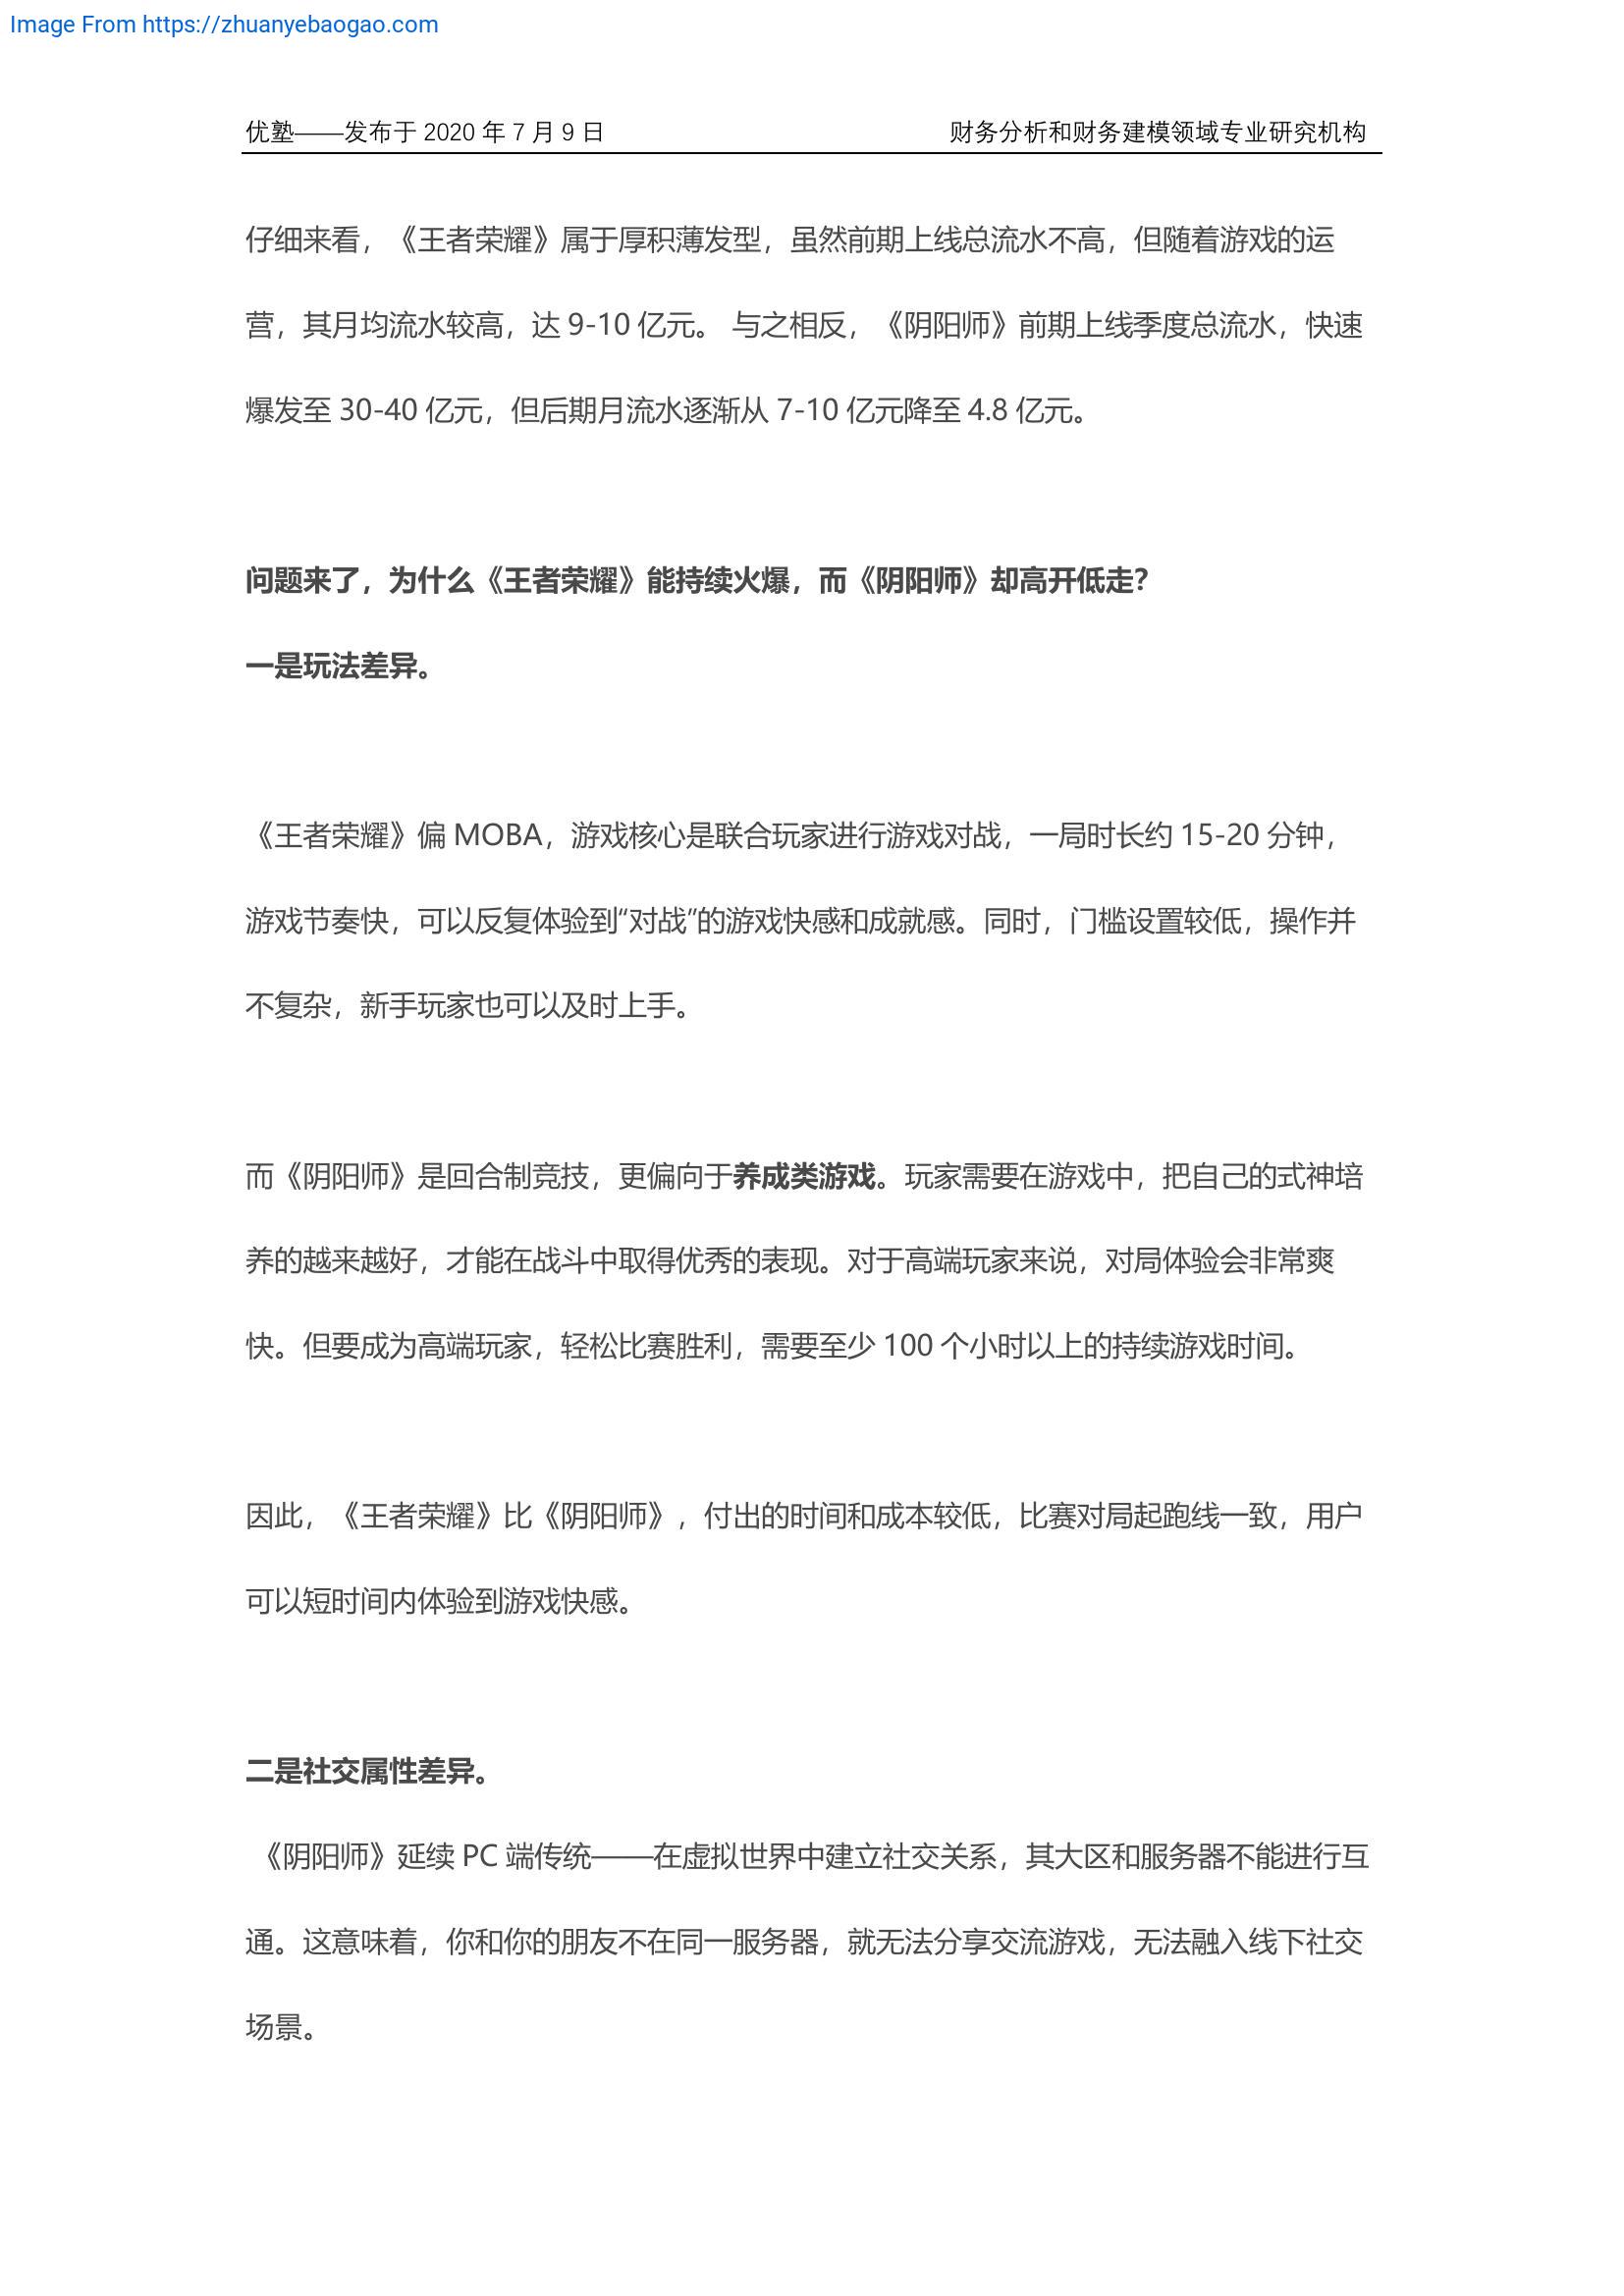 Image From https://zhuanyebaogao.com
优塾——发布于 2020 年 7 月 9 日 财务分析和财务建模领域专业研究机构
仔细来看，《王者荣耀》属于厚积薄发型，虽然前期上线总流水不高，但随着游戏的运
营，其月均流水较高，达 9-10 亿元。 与之相反，《阴阳师》前期上线季度总流水，快速
爆发至 30-40 亿元，但后期月流水逐渐从 7-10 亿元降至 4.8 亿元。
问题来了，为什么《王者荣耀》能持续火爆，而《阴阳师》却高开低走？
一是玩法差异。
《王者荣耀》偏 MOBA，游戏核心是联合玩家进行游戏对战，一局时长约 15-20 分钟，
游戏节奏快，可以反复体验到“对战”的游戏快感和成就感。同时，门槛设置较低，操作并
不复杂，新手玩家也可以及时上手。
而《阴阳师》是回合制竞技，更偏向于养成类游戏。玩家需要在游戏中，把自己的式神培
养的越来越好，才能在战斗中取得优秀的表现。对于高端玩家来说，对局体验会非常爽
快。但要成为高端玩家，轻松比赛胜利，需要至少 100 个小时以上的持续游戏时间。
因此，《王者荣耀》比《阴阳师》，付出的时间和成本较低，比赛对局起跑线一致，用户
可以短时间内体验到游戏快感。
二是社交属性差异。
《阴阳师》延续 PC 端传统——在虚拟世界中建立社交关系，其大区和服务器不能进行互
通。这意味着，你和你的朋友不在同一服务器，就无法分享交流游戏，无法融入线下社交
场景。